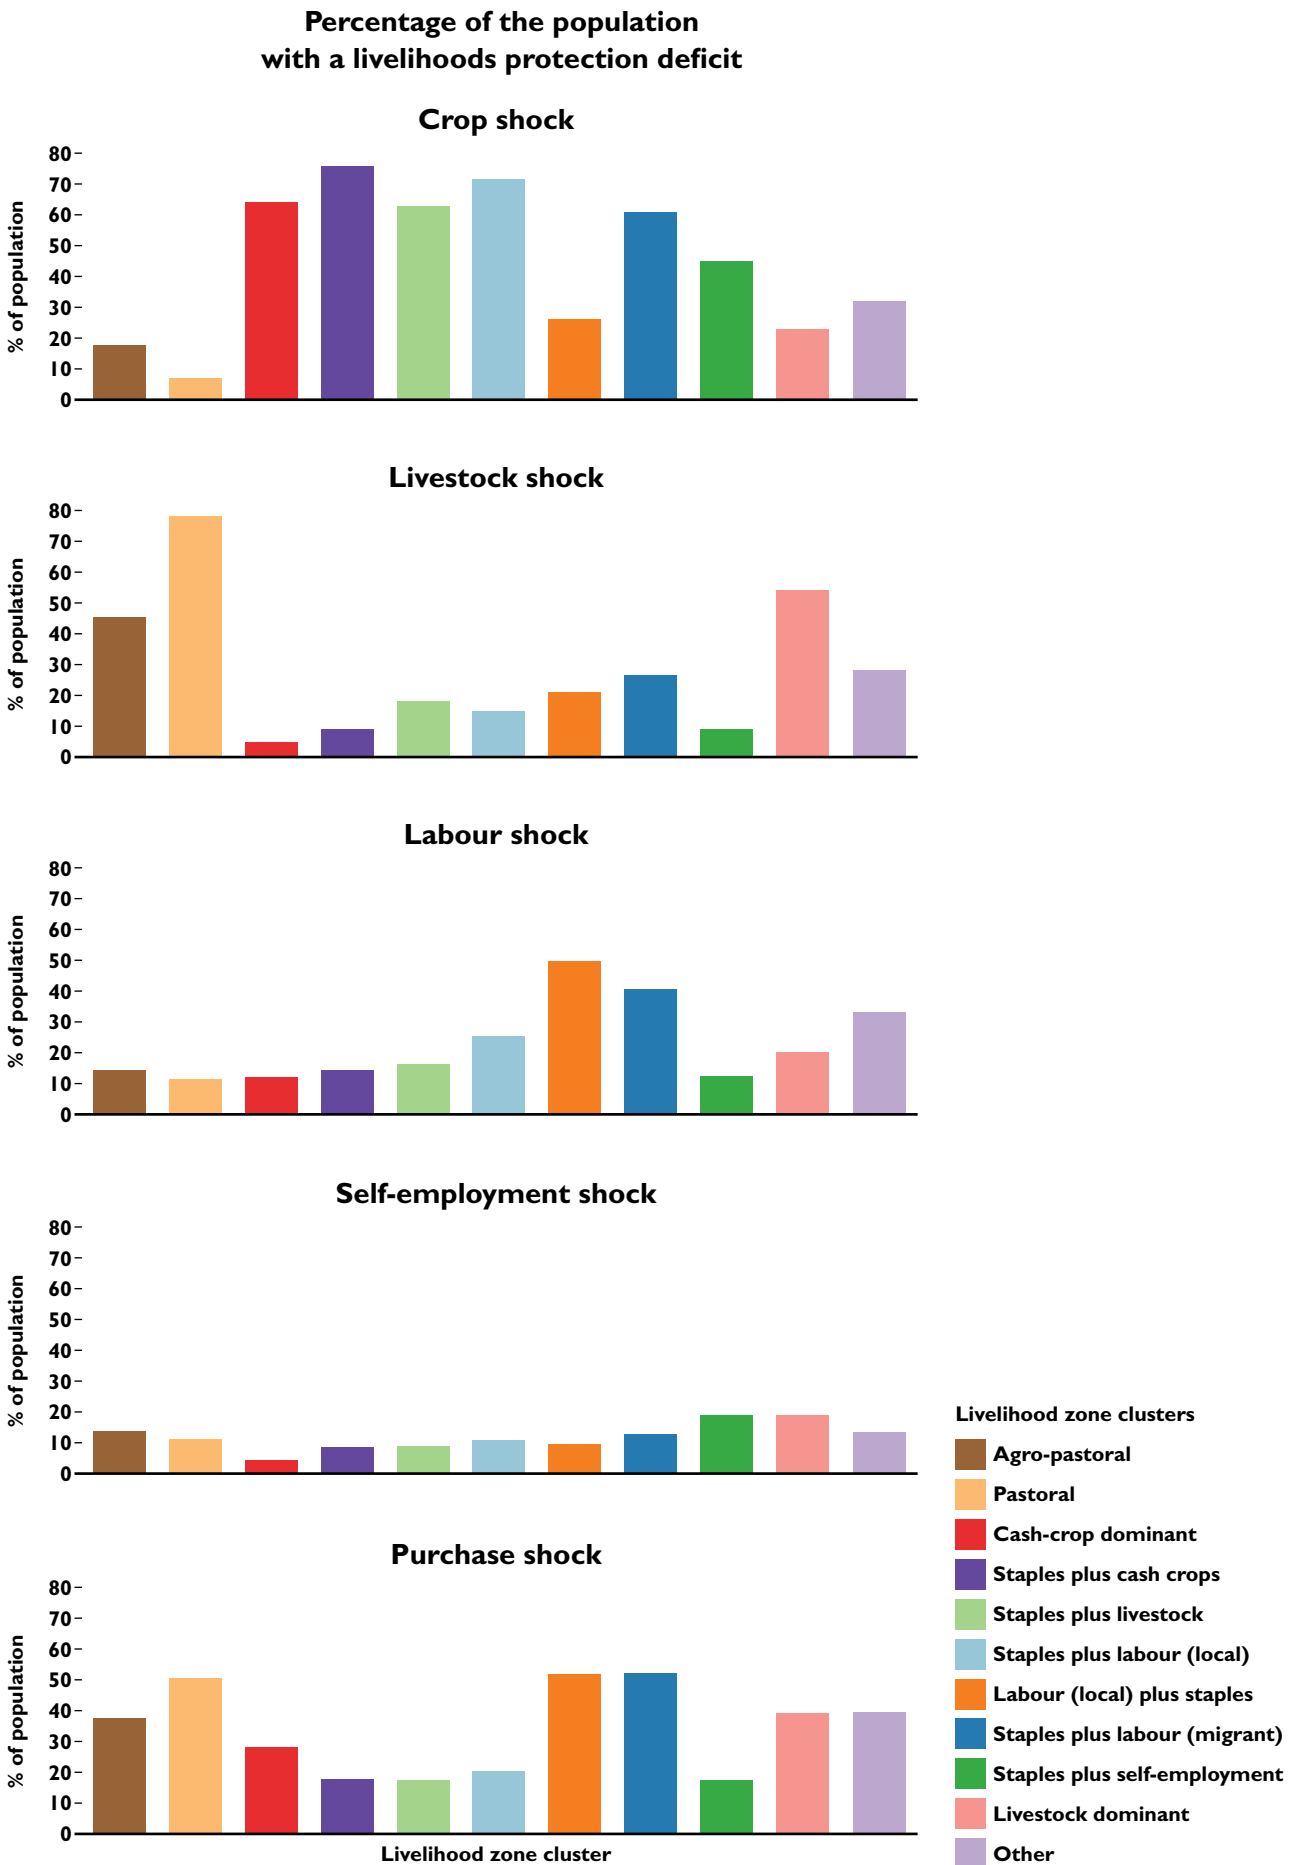 Percentage of the population
with a livelihoods protection deficit
Crop shock
% of population
80
70
60
50
40
30
20
10
0
Livestock shock
% of population
80
70
60
50
40
30
20
10
0
Labour shock
% of population
80
70
60
50
40
30
20
10
0
Self-employment shock
% of population
80
70
60
50
40
30
20
10
0
Purchase shock
% of population
80
70
60
50
40
30
20
10
0
Livelihood zone cluster
Livelihood zone clusters
Agro-pastoral
Pastoral
Cash-crop dominant
Staples plus cash crops
Staples plus livestock
Staples plus labour (local)
Labour (local) plus staples
Staples plus labour (migrant)
Staples plus self-employment
Livestock dominant
Other